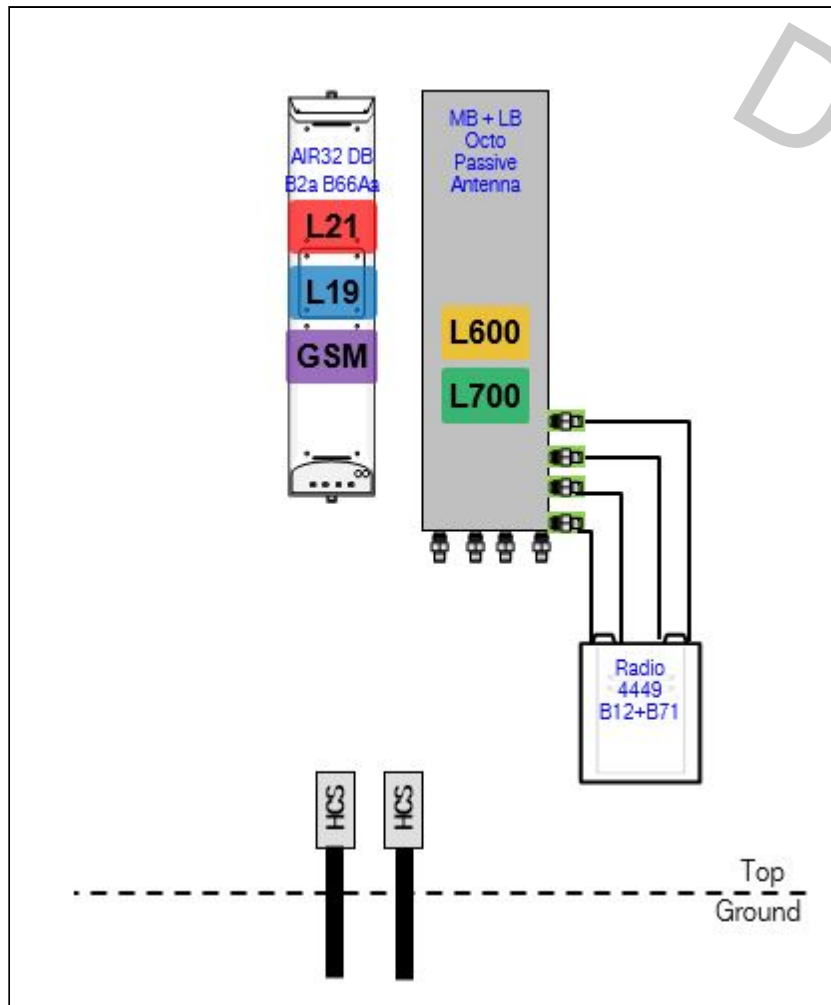 D
AIR32 DB
B2a B66Aa
L21
L19
GSM
MB + LB
Octo
Passive
Antenna
L600
L700
Radio
4449
B12+B71
HCS
HCS
Top
Ground